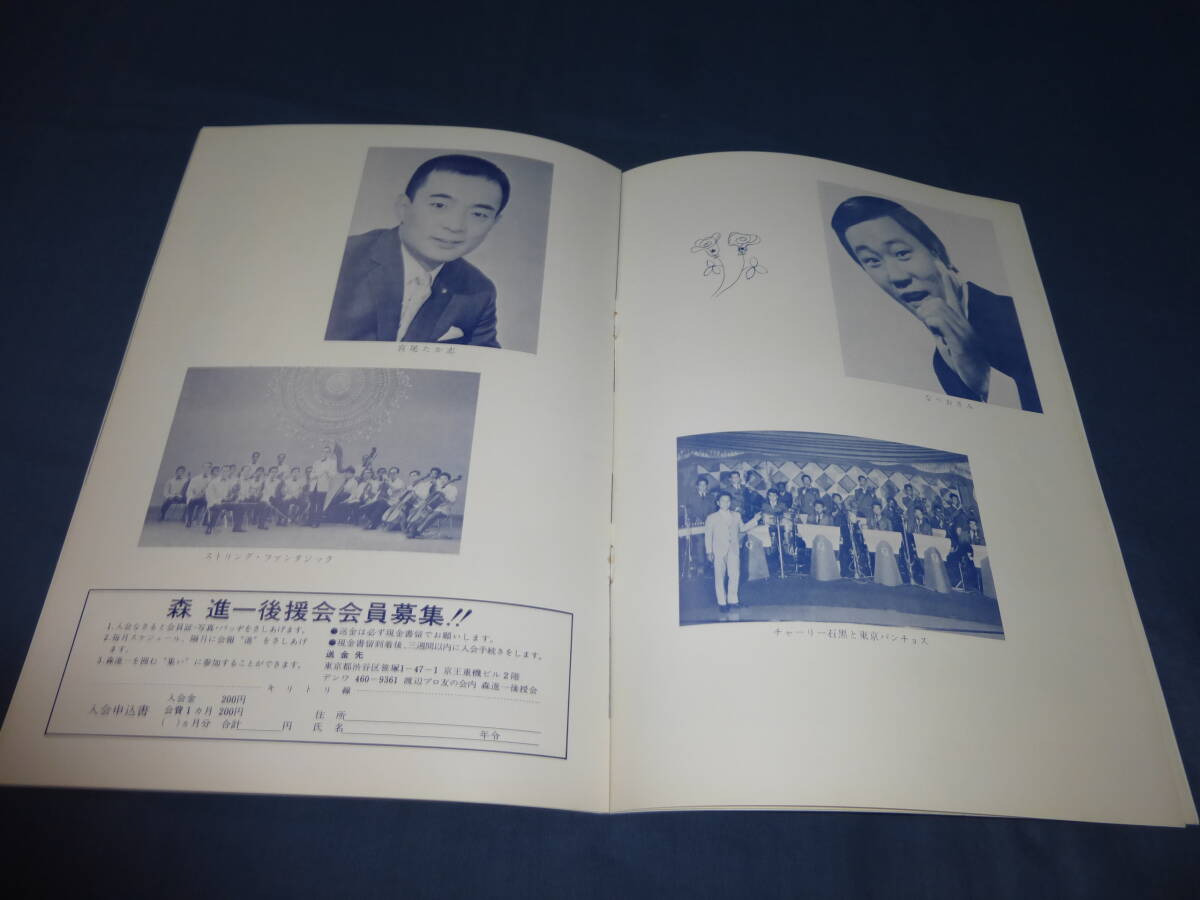 宮尾たか志
ストリング・ファンタジック
森 進一後援会会員募集!!
1.入会なさると会員証・写真・バッヂをさしあげます。
2.毎月スケジュール、隔月に会報“進”をさしあげ
ます。
3.森進一を囲む“集い”に参加することができます。
●送金は必ず現金書留でお願いします。
●現金書留到着後、三週間以内に入会手続きをします。
送金先
東京都渋谷区笹塚1-47-1 京王重機ビル2階
デンワ 460-9361 渡辺プロ友の会内 森進一後援会
キリトリ線
入会申込書
入会金 200円
会費1ヵ月 200円
( )ヵ月分 合計 円
住所
氏名 年令
なべおさみ
チャーリー石黒と東京パンチョス